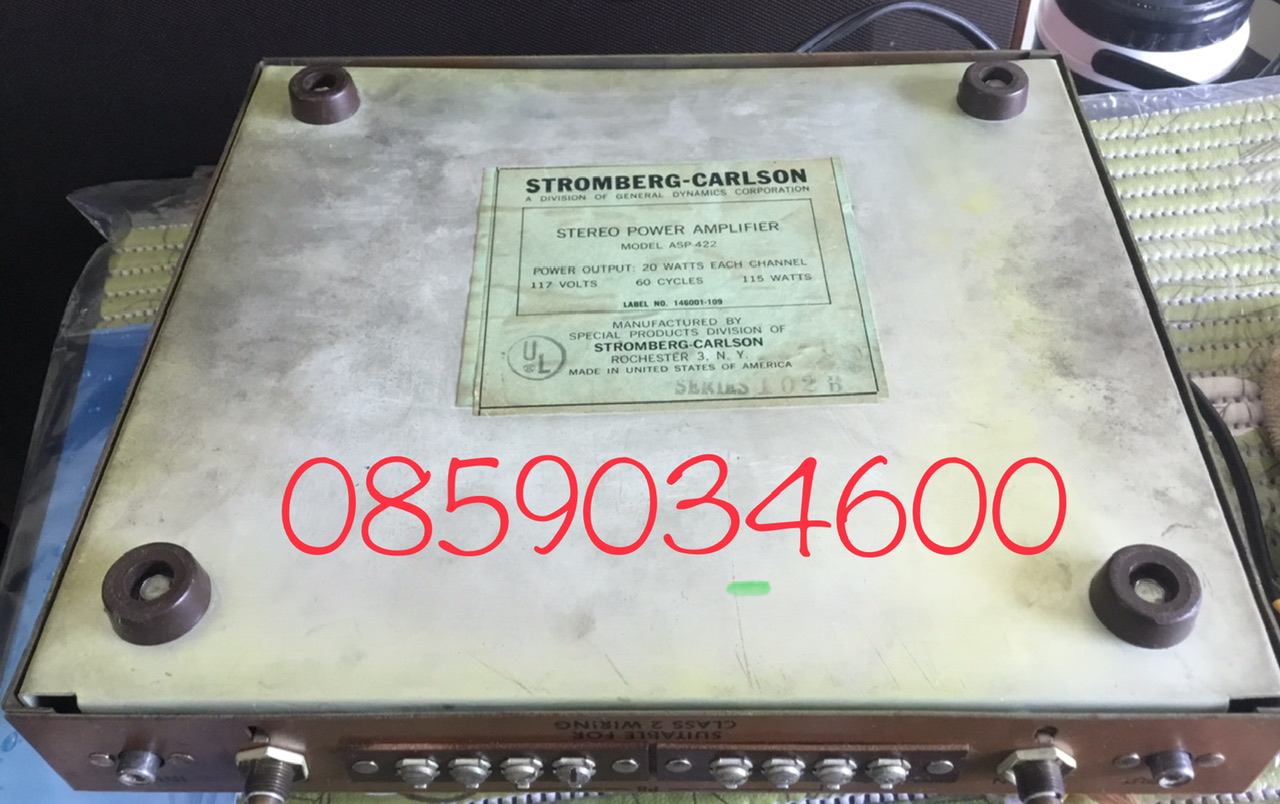 STROMBERG-CARLSON
A DIVISION OF GENERAL DYNAMICS CORPORATION
STEREO POWER AMPLIFIER
MODEL ASP-422
POWER OUTPUT: 20 WATTS EACH CHANNEL
117 VOLTS 60 CYCLES 115 WATTS
LABEL NO. 146001-109
MANUFACTURED BY
SPECIAL PRODUCTS DIVISION OF
STROMBERG-CARLSON
ROCHESTER 3, N. Y.
MADE IN UNITED STATES OF AMERICA
UL
SERIES 102B
0859034600
SUITABLE FOR
CLASS 2 WIRING